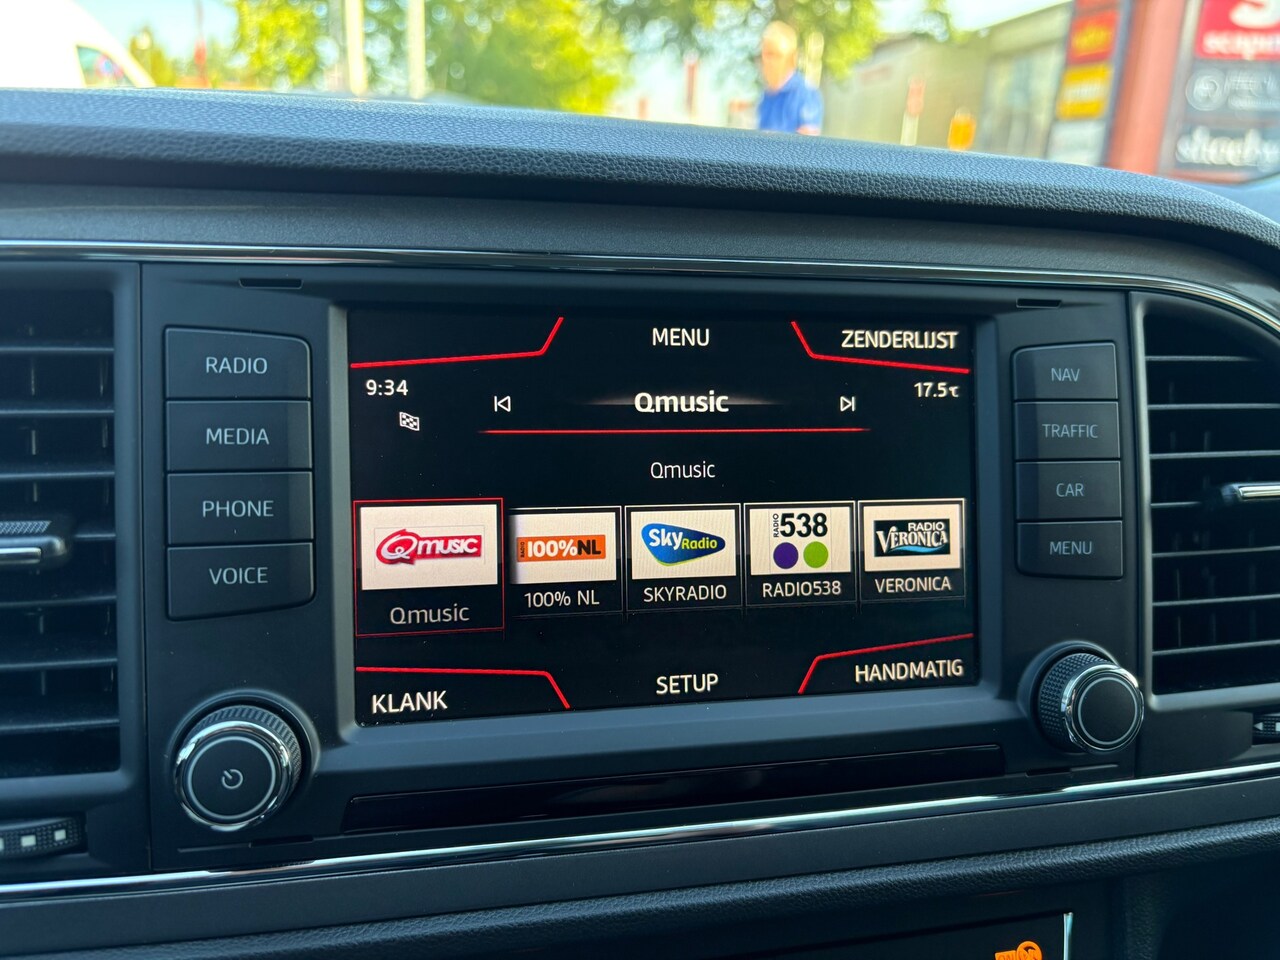 MENU
ZENDERLIJST
9:34
Qmusic
17.5℃
Qmusic
Qmusic
100%NL
Sky Radio
RADIO 538
RADIO VERONICA
Qmusic
100% NL
SKYRADIO
RADIO538
VERONICA
KLANK
SETUP
HANDMATIG
RADIO
MEDIA
PHONE
VOICE
NAV
TRAFFIC
CAR
MENU